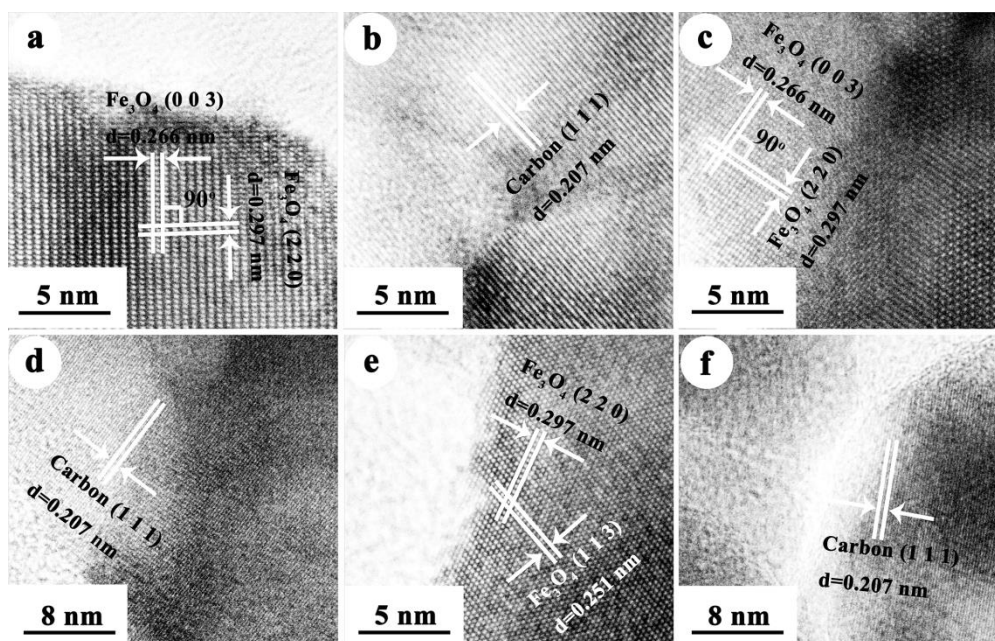 a
Fe₃O₄ (0 0 3)
d=0.266 nm
90°
Fe₃O₄ (2 2 0)
d=0.297 nm
5 nm
b
Carbon (1 1 1)
d=0.207 nm
5 nm
c
Fe₃O₄ (0 0 3)
d=0.266 nm
90°
Fe₃O₄ (2 2 0)
d=0.297 nm
5 nm
d
Carbon (1 1 1)
d=0.207 nm
8 nm
e
Fe₃O₄ (2 2 0)
d=0.297 nm
Fe₃O₄ (1 1 3)
d=0.251 nm
5 nm
f
Carbon (1 1 1)
d=0.207 nm
8 nm